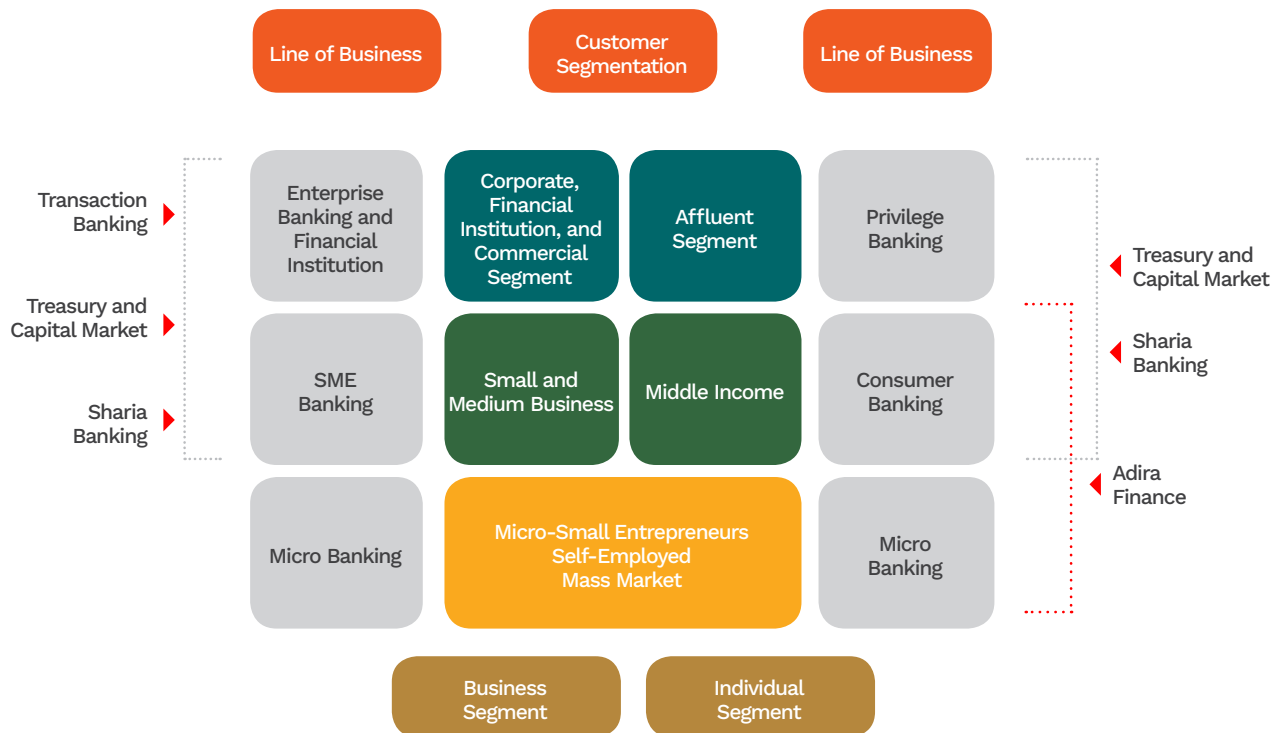 Line of Business
Customer
Segmentation
Line of Business
Transaction
Banking
Treasury and
Capital Market
Sharia
Banking
Enterprise
Banking and
Financial
Institution
Corporate,
Financial
Institution, and
Commercial
Segment
Affluent
Segment
Privilege
Banking
SME
Banking
Small and
Medium Business
Middle Income
Consumer
Banking
Micro Banking
Micro-Small Entrepreneurs
Self-Employed
Mass Market
Micro
Banking
Treasury and
Capital Market
Sharia
Banking
Adira
Finance
Business
Segment
Individual
Segment